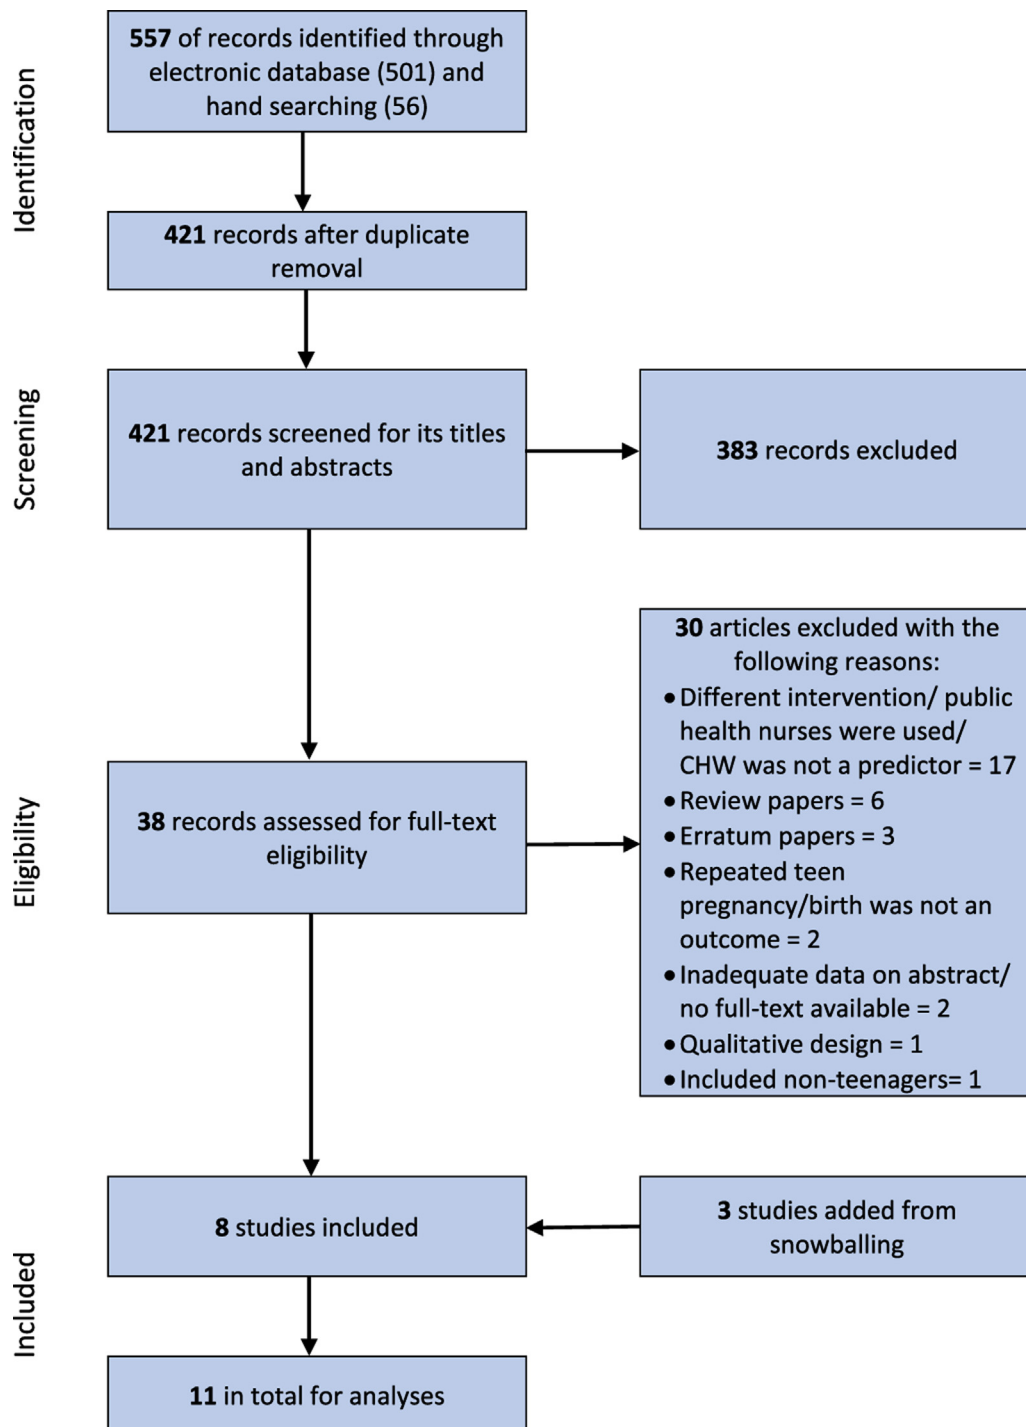 Identification
557 of records identified through
electronic database (501) and
hand searching (56)
421 records after duplicate
removal
Screening
421 records screened for its titles
and abstracts
383 records excluded
Eligibility
38 records assessed for full-text
eligibility
30 articles excluded with the
following reasons:
• Different intervention/ public
health nurses were used/
CHW was not a predictor = 17
• Review papers = 6
• Erratum papers = 3
• Repeated teen
pregnancy/birth was not an
outcome = 2
• Inadequate data on abstract/
no full-text available = 2
• Qualitative design = 1
• Included non-teenagers= 1
Included
8 studies included
3 studies added from
snowballing
11 in total for analyses